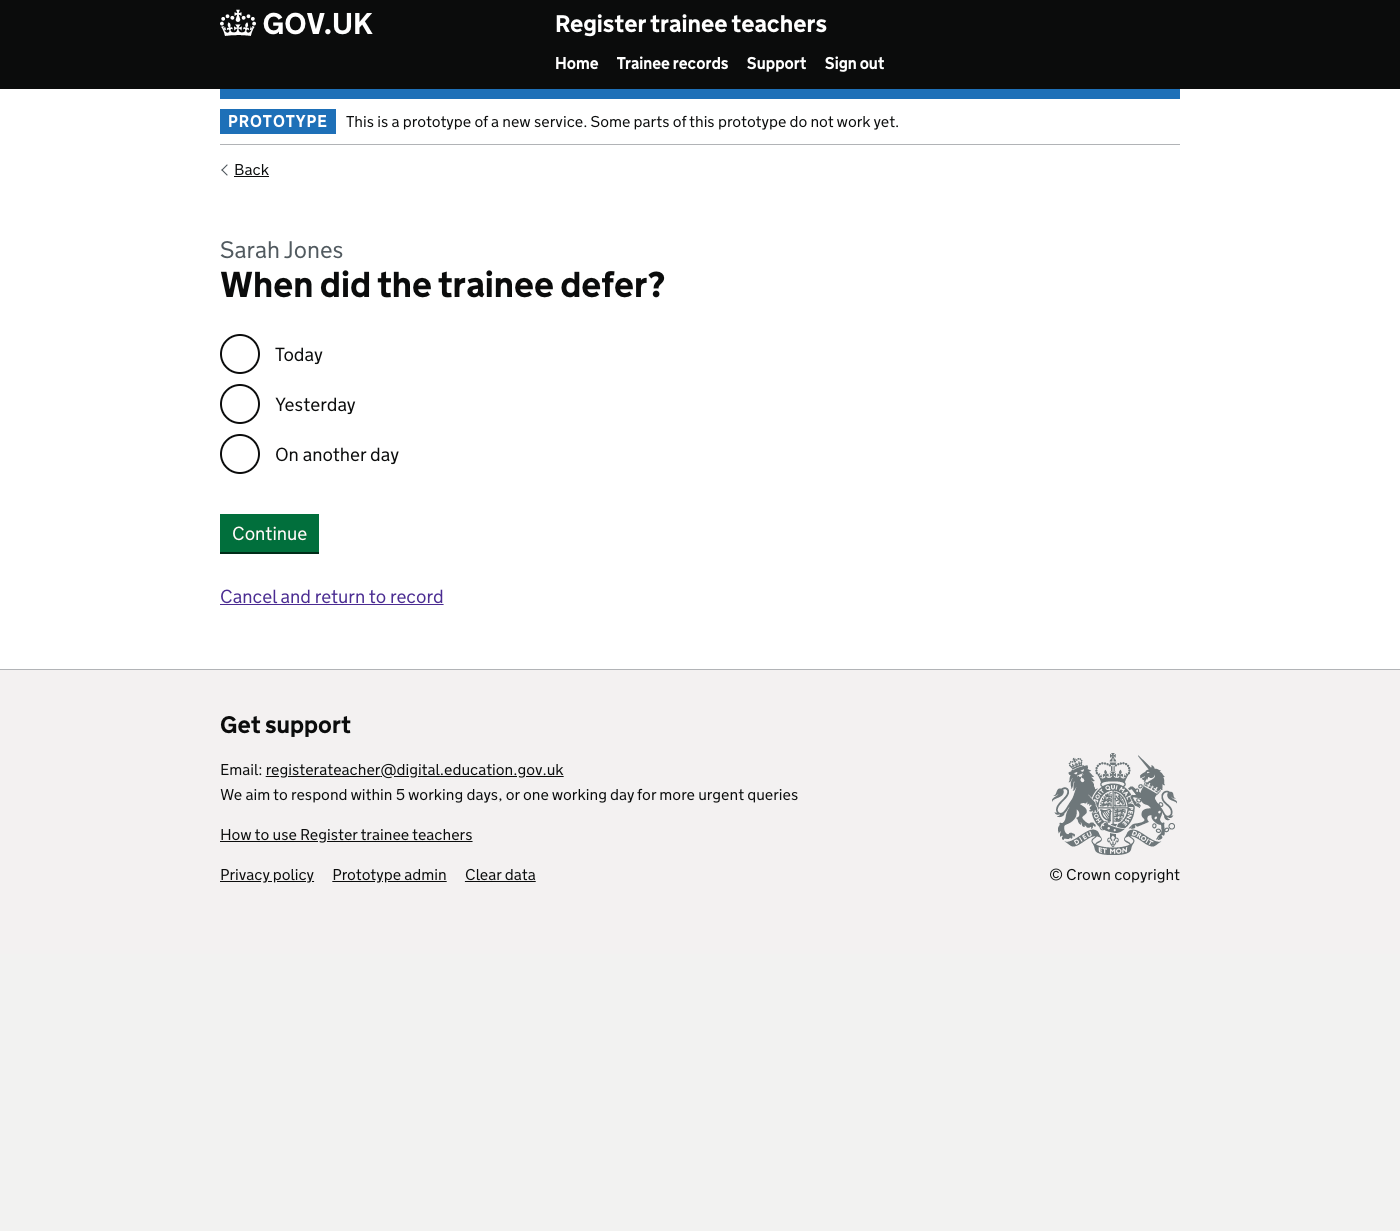 GOV.UK
Register trainee teachers
Home Trainee records Support Sign out
PROTOTYPE This is a prototype of a new service. Some parts of this prototype do not work yet.
Back
Sarah Jones
When did the trainee defer?
Today
Yesterday
On another day
Continue
Cancel and return to record
Get support
Email: registerateacher@digital.education.gov.uk
We aim to respond within 5 working days, or one working day for more urgent queries
How to use Register trainee teachers
Privacy policy Prototype admin Clear data
DIEU ET MON DROIT
© Crown copyright